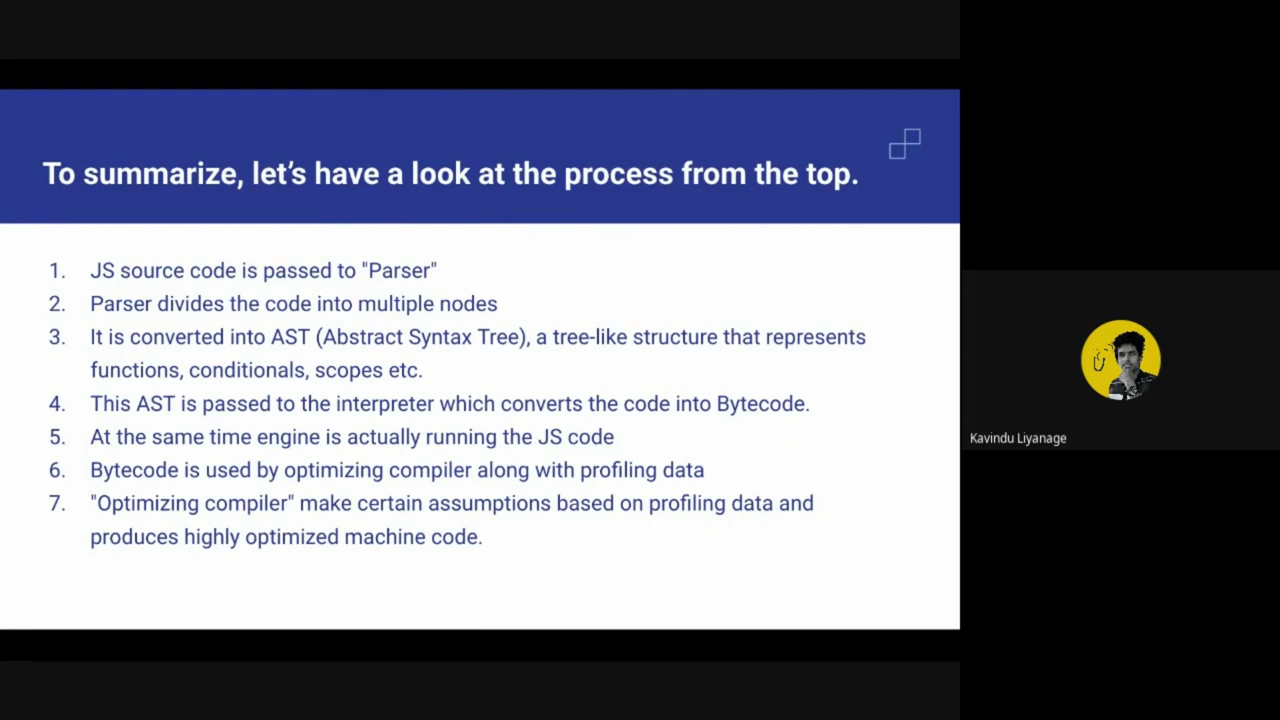 To summarize, let's have a look at the process from the top.
1. JS source code is passed to "Parser"
2. Parser divides the code into multiple nodes
3. It is converted into AST (Abstract Syntax Tree), a tree-like structure that represents
functions, conditionals, scopes etc.
4. This AST is passed to the interpreter which converts the code into Bytecode.
5. At the same time engine is actually running the JS code
6. Bytecode is used by optimizing compiler along with profiling data
7. "Optimizing compiler" make certain assumptions based on profiling data and
produces highly optimized machine code.
Kavindu Liyanage